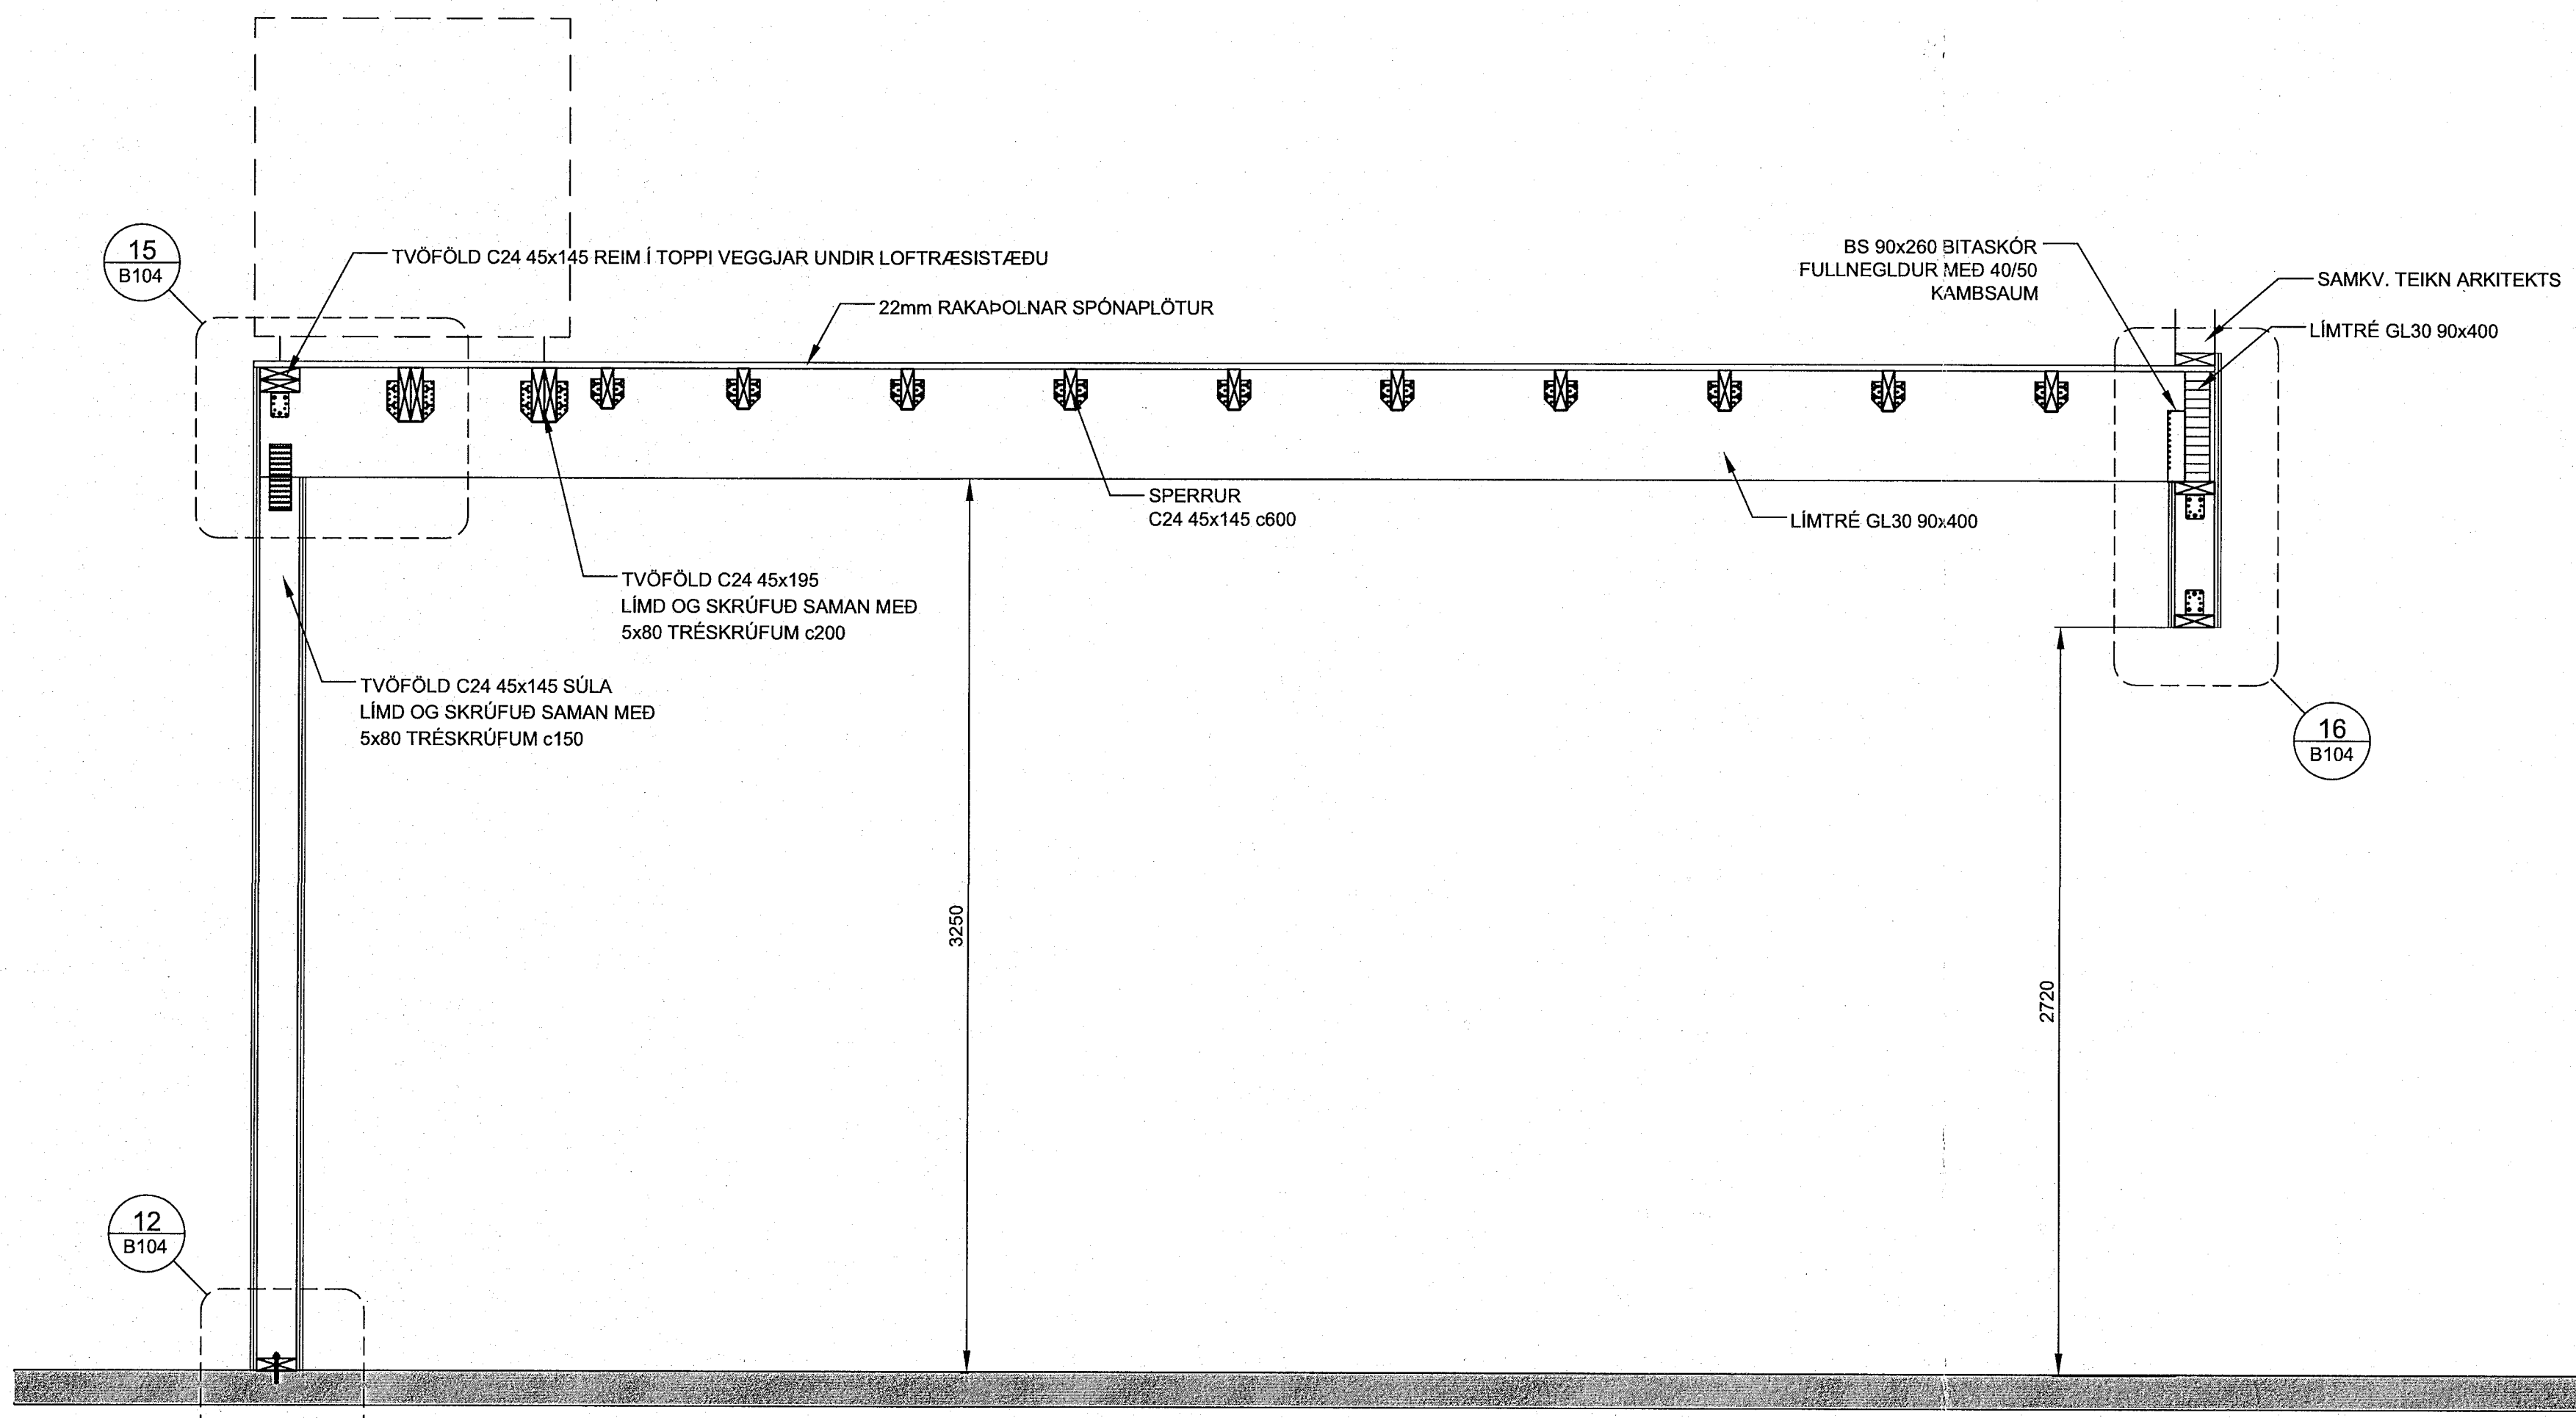 15
B104
TVÖFÖLD C24 45x145 REIM Í TOPPI VEGGJAR UNDIR LOFTRÆSISTÆÐU
22mm RAKAÞOLNAR SPÓNAPLÖTUR
BS 90x260 BITASKÓR
FULLNEGLDUR MEÐ 40/50
KAMBSAUM
SAMKV. TEIKN ARKITEKTS
LÍMTRÉ GL30 90x400
SPERRUR
C24 45x145 c600
LÍMTRÉ GL30 90x400
TVÖFÖLD C24 45x195
LÍMD OG SKRÚFUÐ SAMAN MEÐ
5x80 TRÉSKRÚFUM c200
TVÖFÖLD C24 45x145 SÚLA
LÍMD OG SKRÚFUÐ SAMAN MEÐ
5x80 TRÉSKRÚFUM c150
16
B104
3250
2720
12
B104